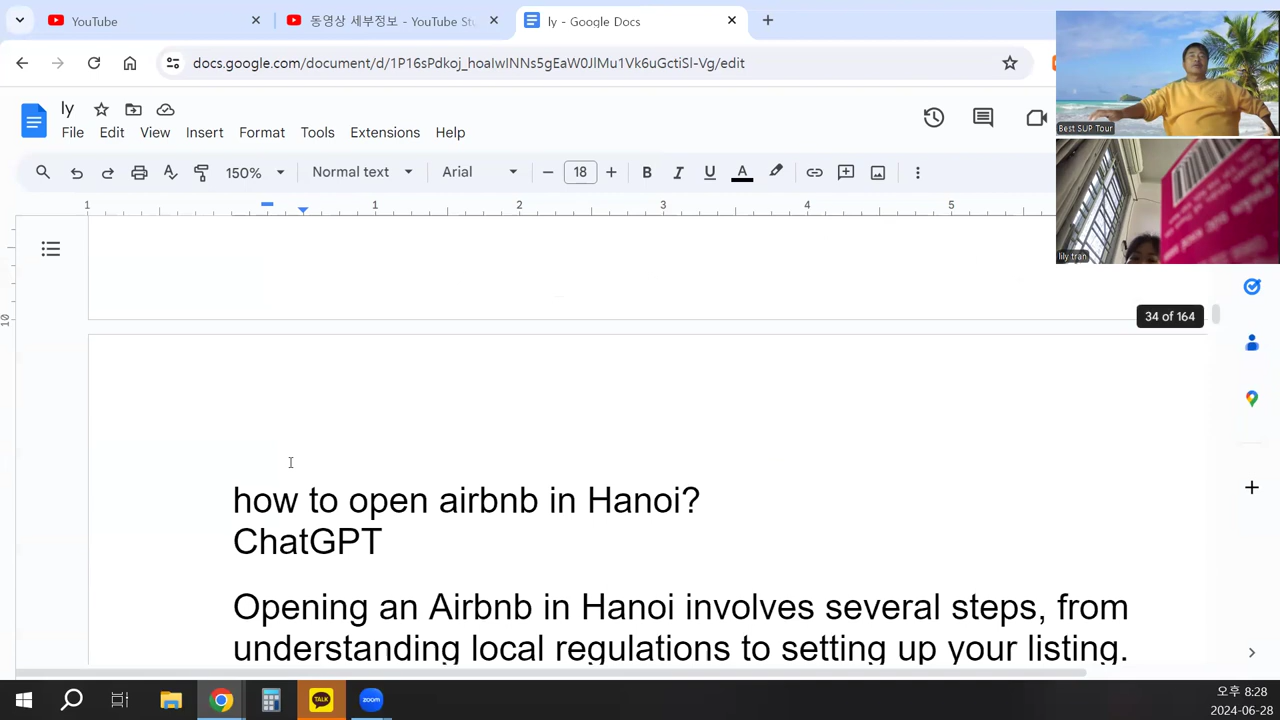 YouTube
동영상 세부정보 - YouTube St
ly - Google Docs
docs.google.com/document/d/1P16sPdkoj_hoaIwINNs5gEaW0JlMu1Vk6uGctiSl-Vg/edit
ly
File Edit View Insert Format Tools Extensions Help
150% Normal text Arial 18
B I U A
1 1 2 3 4 5
10
Best SUP Tour
lily tran
34 of 164
how to open airbnb in Hanoi?
ChatGPT
Opening an Airbnb in Hanoi involves several steps, from
understanding local regulations to setting up your listing.
TALK
zoom
오후 8:28
2024-06-28